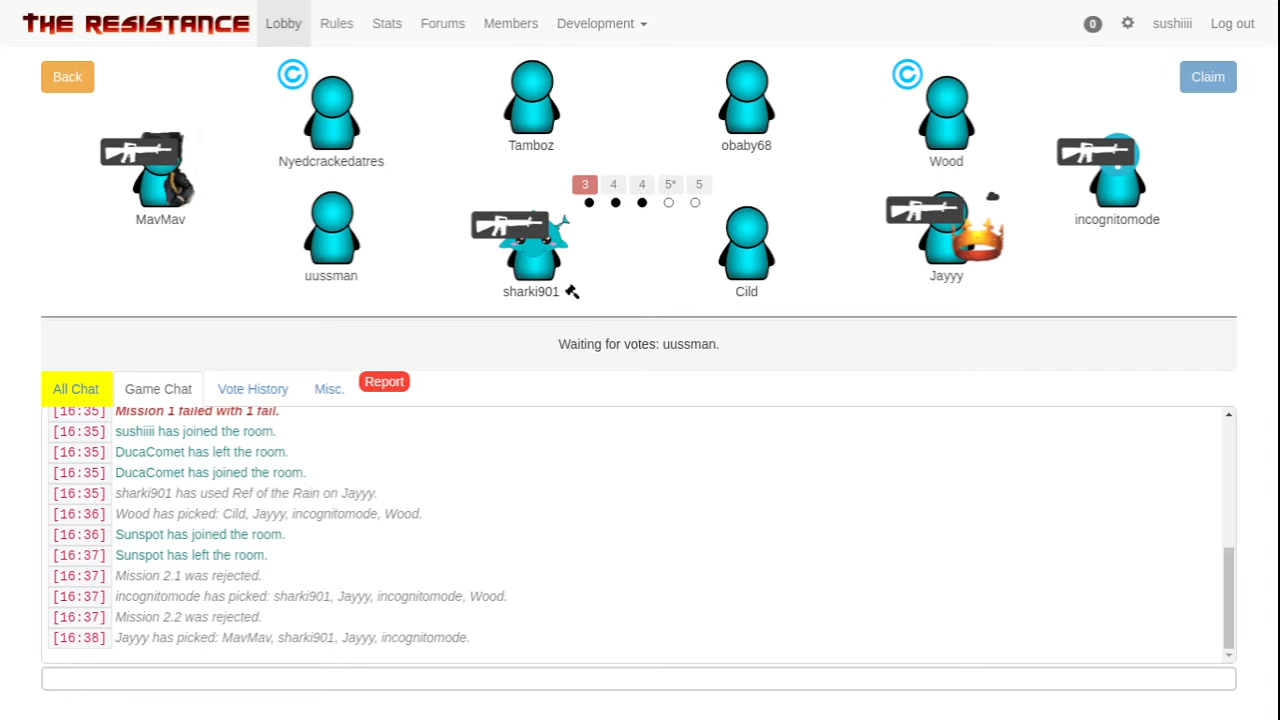 THE RESISTANCE Lobby Rules Stats Forums Members Development 0 sushiiii Log out
Back
Claim
Nyedcrackedatres Tamboz obaby68 Wood
MavMav 3 4 4 5* 5 incognitomode
uussman sharki901 Cild Jayyy
Waiting for votes: uussman.
All Chat Game Chat Vote History Misc. Report
[16:35] Mission 1 failed with 1 fail.
[16:35] sushiiii has joined the room.
[16:35] DucaComet has left the room.
[16:35] DucaComet has joined the room.
[16:35] sharki901 has used Ref of the Rain on Jayyy.
[16:36] Wood has picked: Cild, Jayyy, incognitomode, Wood.
[16:36] Sunspot has joined the room.
[16:37] Sunspot has left the room.
[16:37] Mission 2.1 was rejected.
[16:37] incognitomode has picked: sharki901, Jayyy, incognitomode, Wood.
[16:37] Mission 2.2 was rejected.
[16:38] Jayyy has picked: MavMav, sharki901, Jayyy, incognitomode.